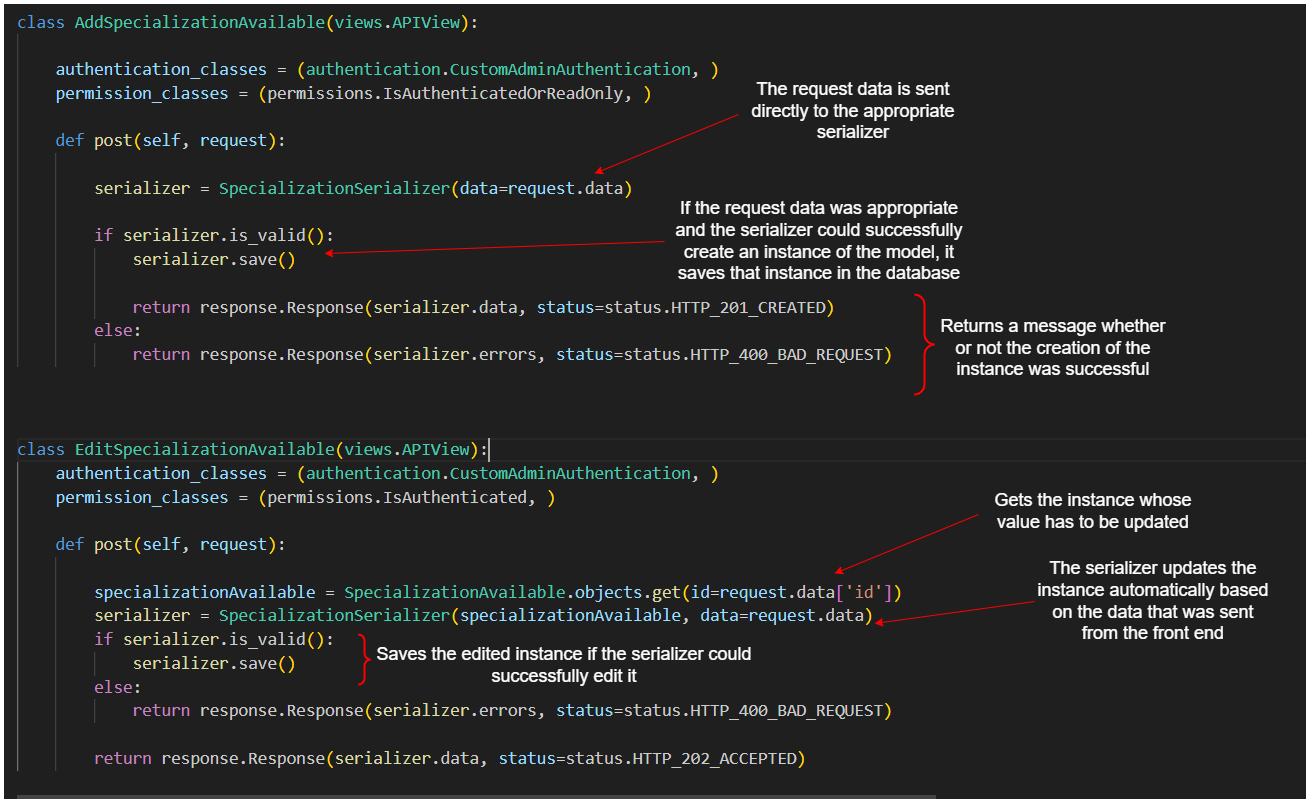 class AddSpecializationAvailable(views.APIView):
authentication_classes = (authentication.CustomAdminAuthentication, )
permission_classes = (permissions.IsAuthenticatedOrReadOnly, )
The request data is sent
directly to the appropriate
serializer
def post(self, request):
serializer = SpecializationSerializer(data=request.data)
If the request data was appropriate
and the serializer could successfully
create an instance of the model, it
saves that instance in the database
if serializer.is_valid():
serializer.save()
return response.Response(serializer.data, status=status.HTTP_201_CREATED)
else:
return response.Response(serializer.errors, status=status.HTTP_400_BAD_REQUEST)
Returns a message whether
or not the creation of the
instance was successful
class EditSpecializationAvailable(views.APIView):
authentication_classes = (authentication.CustomAdminAuthentication, )
permission_classes = (permissions.IsAuthenticated, )
Gets the instance whose
value has to be updated
def post(self, request):
specializationAvailable = SpecializationAvailable.objects.get(id=request.data['id'])
serializer = SpecializationSerializer(specializationAvailable, data=request.data)
The serializer updates the
instance automatically based
on the data that was sent
from the front end
if serializer.is_valid():
serializer.save()
Saves the edited instance if the serializer could
successfully edit it
else:
return response.Response(serializer.errors, status=status.HTTP_400_BAD_REQUEST)
return response.Response(serializer.data, status=status.HTTP_202_ACCEPTED)